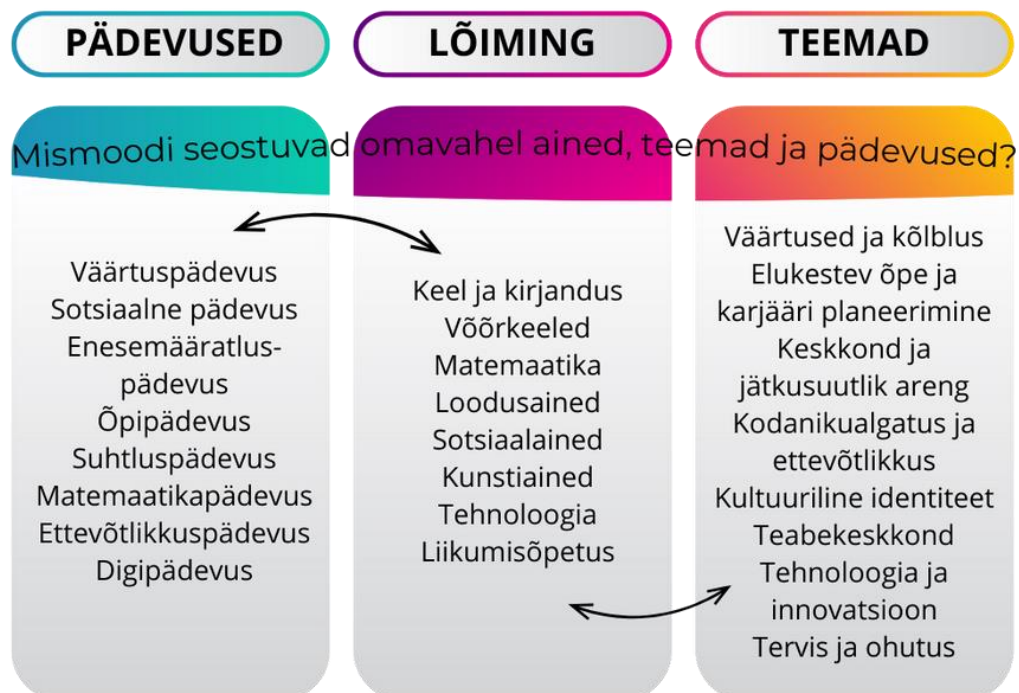 PÄDEVUSED
LÕIMING
TEEMAD
Mismoodi seostuvad omavahel ained, teemad ja pädevused?
Väärtuspädevus
Sotsiaalne pädevus
Enesemääratlus-
pädevus
Õpipädevus
Suhtluspädevus
Matemaatikapädevus
Ettevõtlikkuspädevus
Digipädevus
Keel ja kirjandus
Võõrkeeled
Matemaatika
Loodusained
Sotsiaalained
Kunstiained
Tehnoloogia
Liikumisõpetus
Väärtused ja kõlblus
Elukestev õpe ja
karjääri planeerimine
Keskkond ja
jätkusuutlik areng
Kodanikualgatus ja
ettevõtlikkus
Kultuuriline identiteet
Teabekeskkond
Tehnoloogia ja
innovatsioon
Tervis ja ohutus